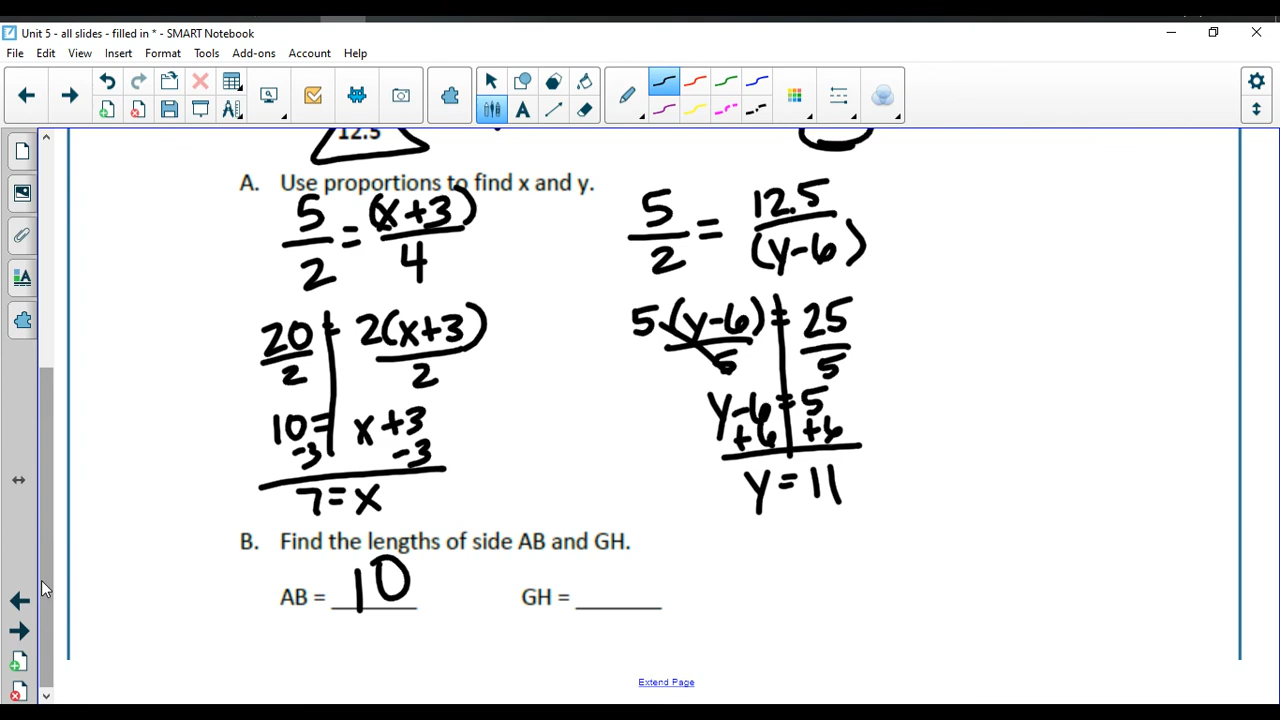 Unit 5 - all slides - filled in * - SMART Notebook
File Edit View Insert Format Tools Add-ons Account Help
12.5
A. Use proportions to find x and y.
5/2 = (x+3)/4
5/2 = 12.5/(y-6)
20/2 = 2(x+3)/2
5(y-6)/5 = 25/5
10 = x+3
y-6 = 5
-3 -3
+6 +6
7 = x
y = 11
B. Find the lengths of side AB and GH.
AB = 10 GH = ______
Extend Page